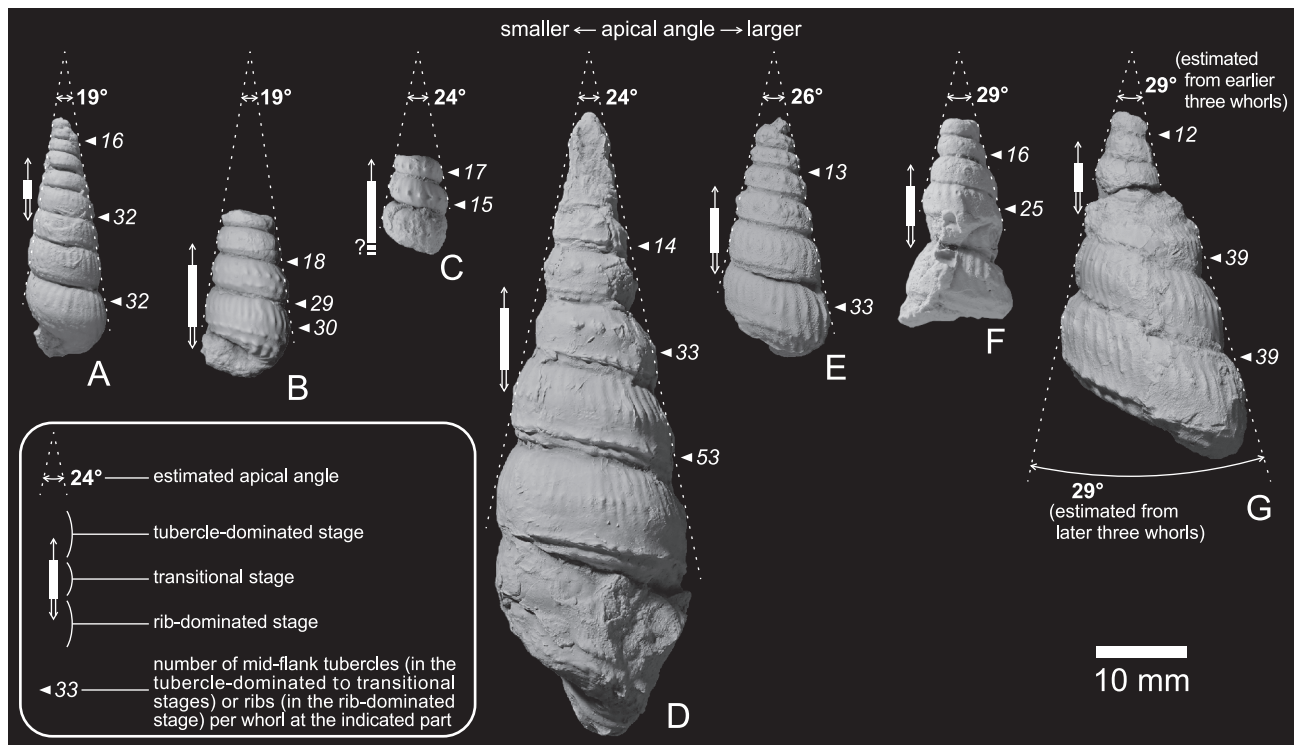 smaller ← apical angle → larger
19°
16
32
32
A
19°
18
29
30
B
24°
17
15
?
C
24°
14
33
53
D
26°
13
33
E
29°
16
25
F
(estimated
from earlier
three whorls)
29°
12
39
39
29°
(estimated from
later three whorls)
G
24°
estimated apical angle
tubercle-dominated stage
transitional stage
rib-dominated stage
33
number of mid-flank tubercles (in the
tubercle-dominated to transitional
stages) or ribs (in the rib-dominated
stage) per whorl at the indicated part
10 mm